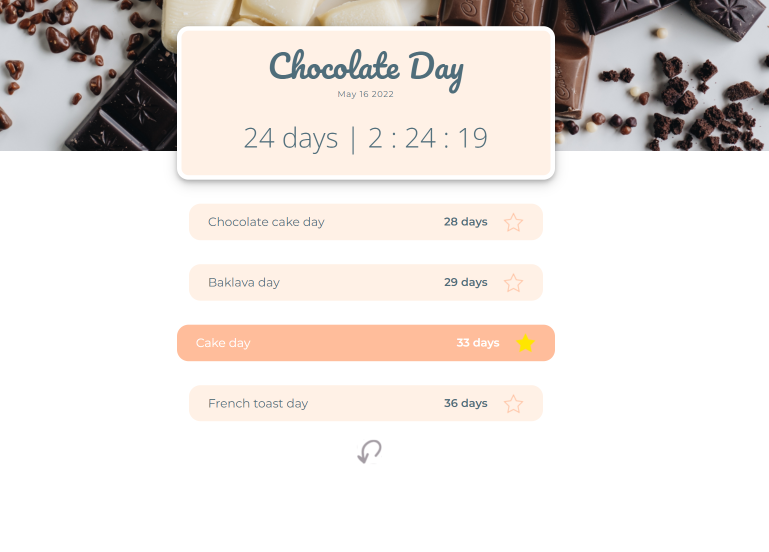 Chocolate Day
May 16 2022
24 days | 2 : 24 : 19
Chocolate cake day 28 days
Baklava day 29 days
Cake day 33 days
French toast day 36 days